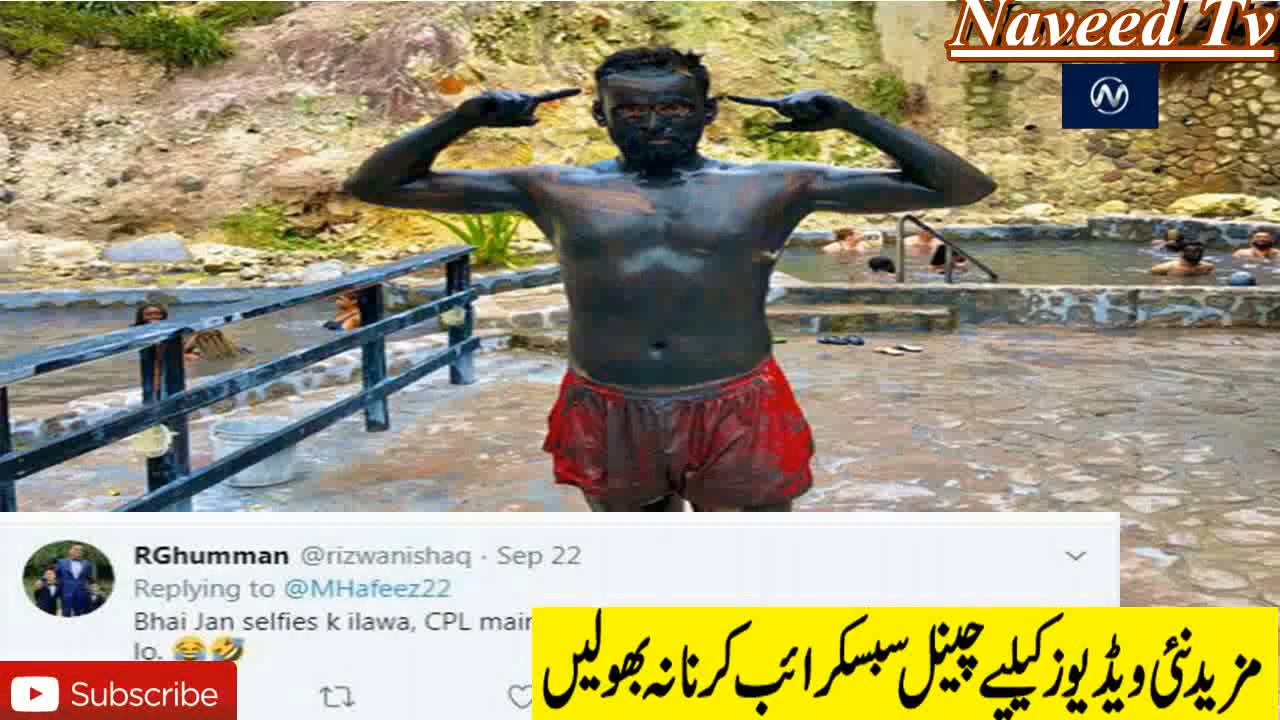 Naveed Tv
RGhumman @rizwanishaq · Sep 22
Replying to @MHafeez22
Bhai Jan selfies k ilawa, CPL main
lo. 😂🤣
مزید نئی ویڈیوز کیلیے چینل سبسکرائب کرنا نہ بھولیں
Subscribe